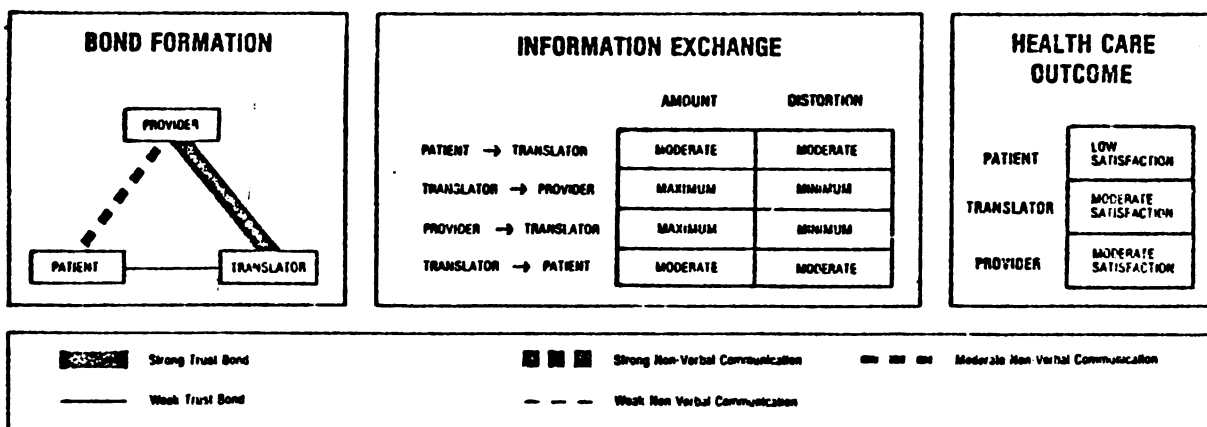 BOND FORMATION
PROVIDER
PATIENT
TRANSLATOR
INFORMATION EXCHANGE
AMOUNT DISTORTION
PATIENT → TRANSLATOR MODERATE MODERATE
TRANSLATOR → PROVIDER MAXIMUM MINIMUM
PROVIDER → TRANSLATOR MAXIMUM MINIMUM
TRANSLATOR → PATIENT MODERATE MODERATE
HEALTH CARE
OUTCOME
PATIENT LOW
SATISFACTION
TRANSLATOR MODERATE
SATISFACTION
PROVIDER MODERATE
SATISFACTION
Strong Trust Bond
Strong Non-Verbal Communication
Moderate Non-Verbal Communication
Weak Trust Bond
Weak Non Verbal Communication